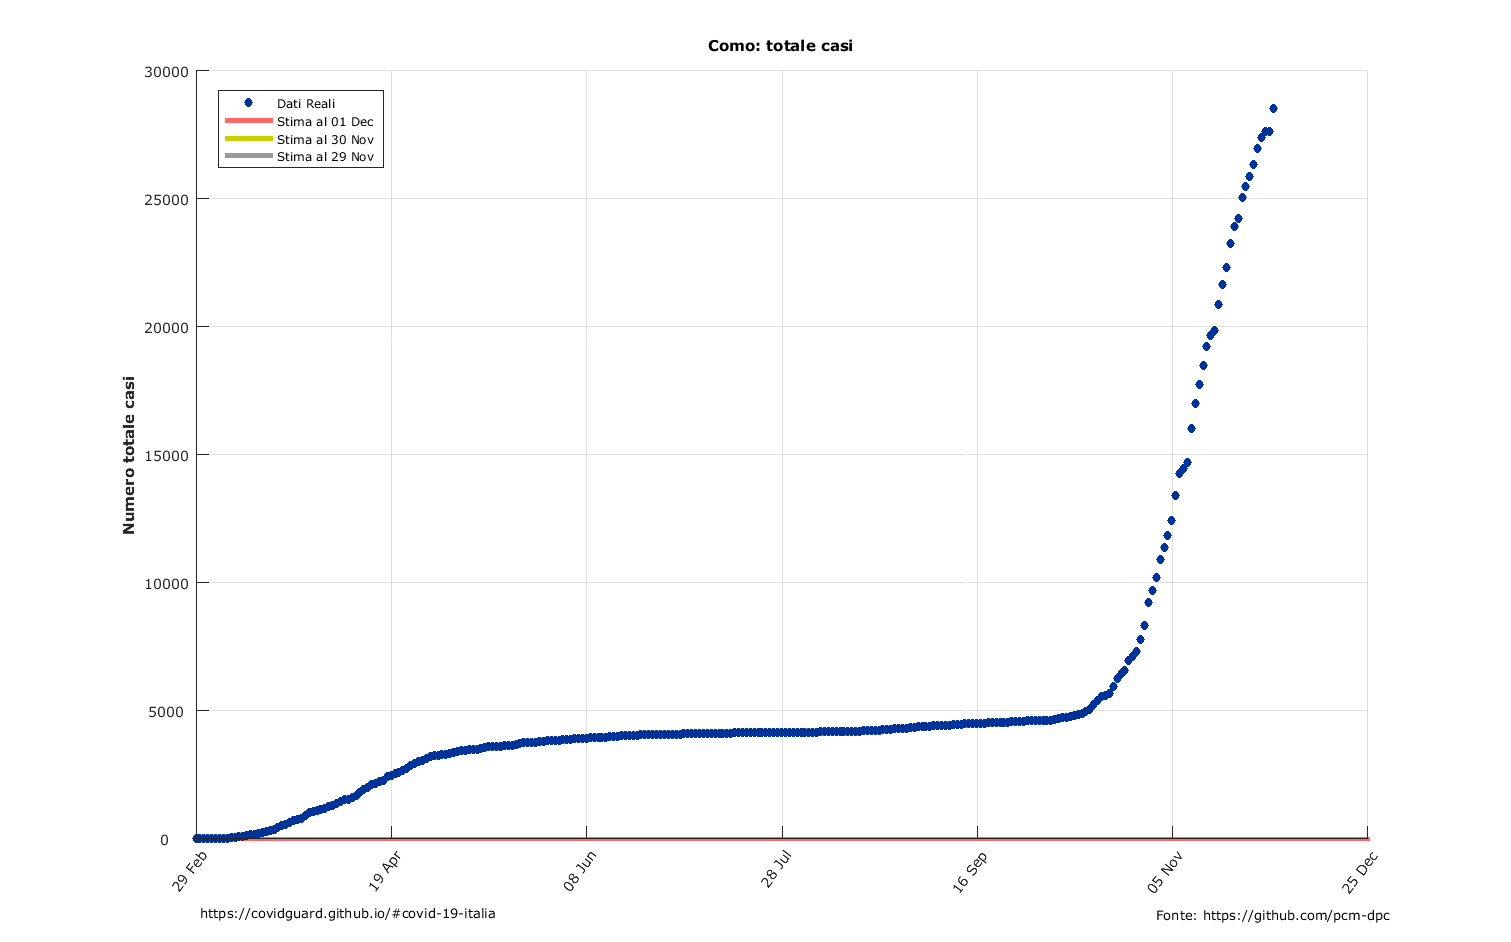 Como: totale casi
30000
25000
20000
15000
10000
5000
0
Numero totale casi
Dati Reali
Stima al 01 Dec
Stima al 30 Nov
Stima al 29 Nov
29 Feb
19 Apr
08 Jun
28 Jul
16 Sep
05 Nov
25 Dec
https://covidguard.github.io/#covid-19-italia
Fonte: https://github.com/pcm-dpc